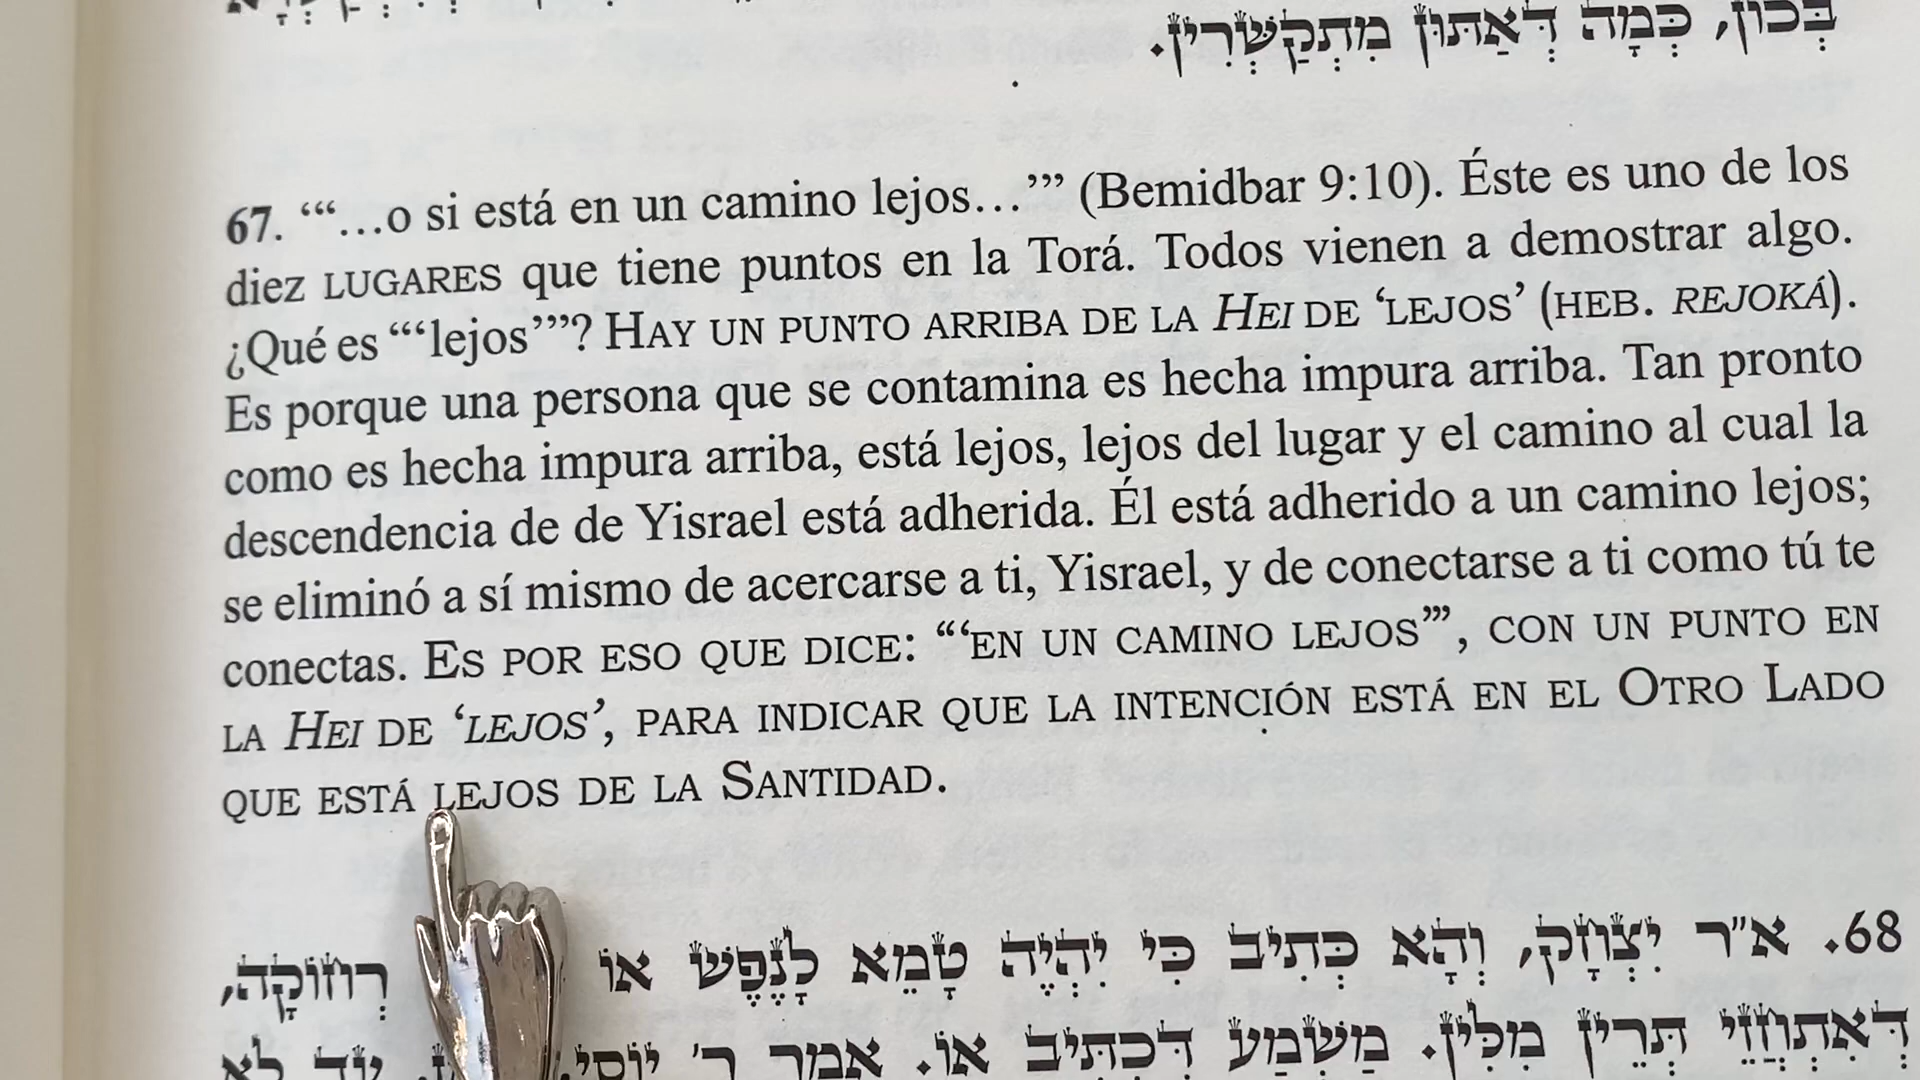 בְּכוֹן, כְּמָה דְּאַתּוּן מִתְקַשְּׁרִין.
67. ‘“‘…o si está en un camino lejos…’”’ (Bemidbar 9:10). Éste es uno de los
diez LUGARES que tiene puntos en la Torá. Todos vienen a demostrar algo.
¿Qué es “‘“lejos”’”? HAY UN PUNTO ARRIBA DE LA HEI DE ‘LEJOS’ (HEB. REJOKÁ).
Es porque una persona que se contamina es hecha impura arriba. Tan pronto
como es hecha impura arriba, está lejos, lejos del lugar y el camino al cual la
descendencia de de Yisrael está adherida. Él está adherido a un camino lejos;
se eliminó a sí mismo de acercarse a ti, Yisrael, y de conectarse a ti como tú te
conectas. ES POR ESO QUE DICE: “‘EN UN CAMINO LEJOS’”, CON UN PUNTO EN
LA HEI DE ‘LEJOS’, PARA INDICAR QUE LA INTENCIÓN ESTÁ EN EL OTRO LADO
QUE ESTÁ LEJOS DE LA SANTIDAD.
68. א"ר יִצְחָק, וְהָא כְּתִיב כִּי יִהְיֶה טָמֵא לָנֶפֶשׁ אוֹ רְחוֹקָה,
דְּאִתְחֲזֵי תְּרֵין מִלִּין. מַשְׁמַע דִּכְתִּיב אוֹ. אָמַר ר' יוֹסֵי, עַד לָא